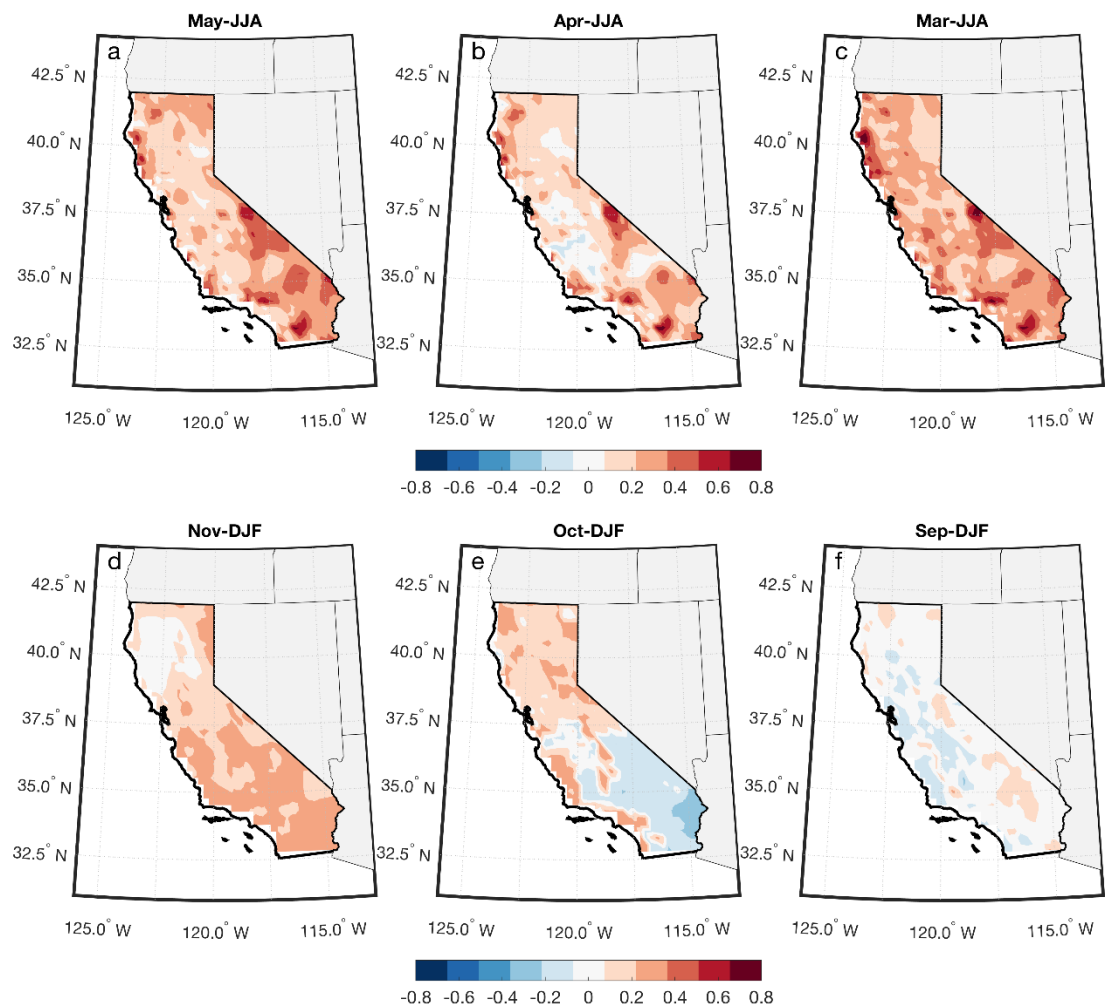 May-JJA Apr-JJA Mar-JJA
a b c
42.5° N 42.5° N 42.5° N
40.0° N 40.0° N 40.0° N
37.5° N 37.5° N 37.5° N
35.0° N 35.0° N 35.0° N
32.5° N 32.5° N 32.5° N
125.0° W 120.0° W 115.0° W 125.0° W 120.0° W 115.0° W 125.0° W 120.0° W 115.0° W
-0.8 -0.6 -0.4 -0.2 0 0.2 0.4 0.6 0.8
Nov-DJF Oct-DJF Sep-DJF
d e f
42.5° N 42.5° N 42.5° N
40.0° N 40.0° N 40.0° N
37.5° N 37.5° N 37.5° N
35.0° N 35.0° N 35.0° N
32.5° N 32.5° N 32.5° N
125.0° W 120.0° W 115.0° W 125.0° W 120.0° W 115.0° W 125.0° W 120.0° W 115.0° W
-0.8 -0.6 -0.4 -0.2 0 0.2 0.4 0.6 0.8